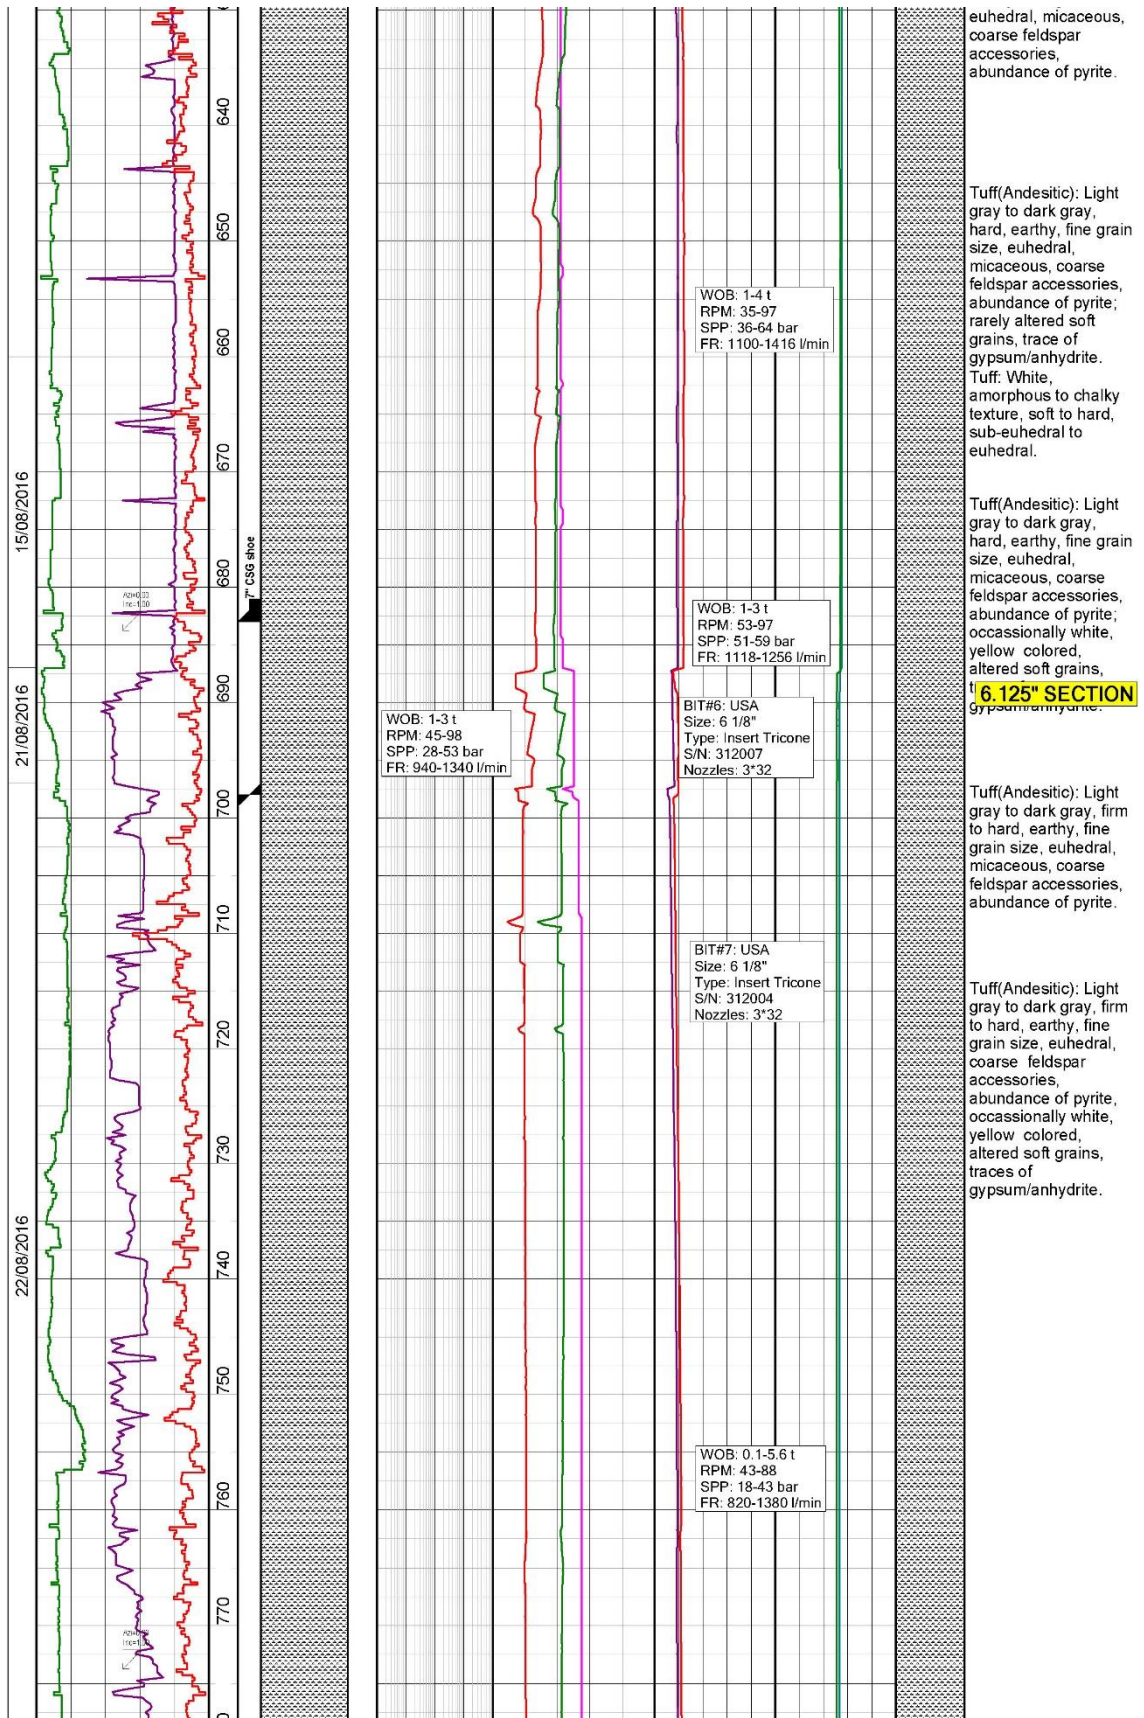 euhedral, micaceous,
coarse feldspar
accessories,
abundance of pyrite.
640
650
660
670
680
690
700
710
720
730
740
750
760
770
15/08/2016
21/08/2016
22/08/2016
7" CSG shoe
Azi=0.00
Inc=1.00
Tuff(Andesitic): Light
gray to dark gray,
hard, earthy, fine grain
size, euhedral,
micaceous, coarse
feldspar accessories,
abundance of pyrite;
rarely altered soft
grains, trace of
gypsum/anhydrite.
Tuff: White,
amorphous to chalky
texture, soft to hard,
sub-euhedral to
euhedral.
WOB: 1-4 t
RPM: 35-97
SPP: 36-64 bar
FR: 1100-1416 l/min
Tuff(Andesitic): Light
gray to dark gray,
hard, earthy, fine grain
size, euhedral,
micaceous, coarse
feldspar accessories,
abundance of pyrite;
occassionally white,
yellow colored,
altered soft grains,
gypsum/anhydrite.
6.125" SECTION
WOB: 1-3 t
RPM: 53-97
SPP: 51-59 bar
FR: 1118-1256 l/min
BIT#6: USA
Size: 6 1/8"
Type: Insert Tricone
S/N: 312007
Nozzles: 3*32
WOB: 1-3 t
RPM: 45-98
SPP: 28-53 bar
FR: 940-1340 l/min
Tuff(Andesitic): Light
gray to dark gray, firm
to hard, earthy, fine
grain size, euhedral,
micaceous, coarse
feldspar accessories,
abundance of pyrite.
BIT#7: USA
Size: 6 1/8"
Type: Insert Tricone
S/N: 312004
Nozzles: 3*32
Tuff(Andesitic): Light
gray to dark gray, firm
to hard, earthy, fine
grain size, euhedral,
coarse feldspar
accessories,
abundance of pyrite,
occassionally white,
yellow colored,
altered soft grains,
traces of
gypsum/anhydrite.
WOB: 0.1-5.6 t
RPM: 43-88
SPP: 18-43 bar
FR: 820-1380 l/min